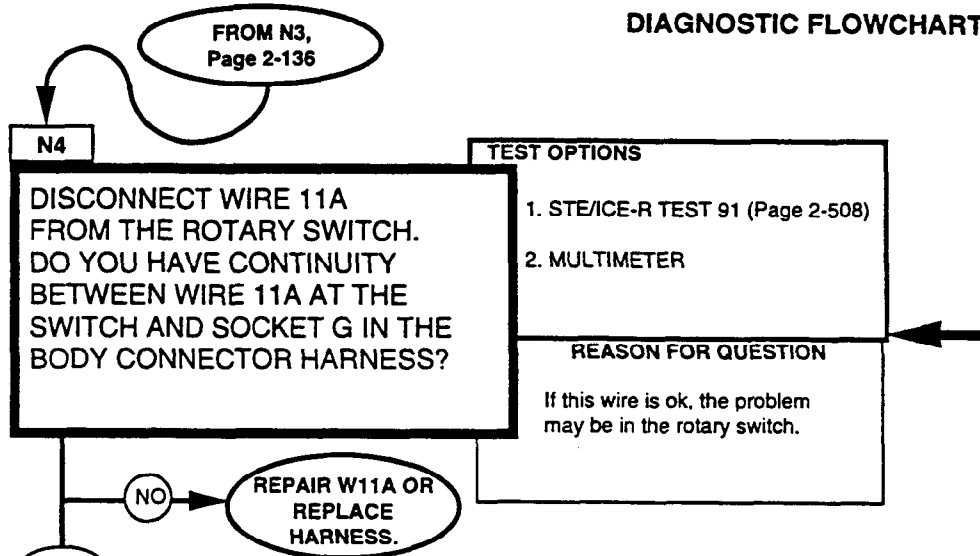 DIAGNOSTIC FLOWCHART
FROM N3,
Page 2-136
N4
DISCONNECT WIRE 11A
FROM THE ROTARY SWITCH.
DO YOU HAVE CONTINUITY
BETWEEN WIRE 11A AT THE
SWITCH AND SOCKET G IN THE
BODY CONNECTOR HARNESS?
TEST OPTIONS
1. STE/ICE-R TEST 91 (Page 2-508)
2. MULTIMETER
REASON FOR QUESTION
If this wire is ok, the problem
may be in the rotary switch.
NO
REPAIR W11A OR
REPLACE
HARNESS.